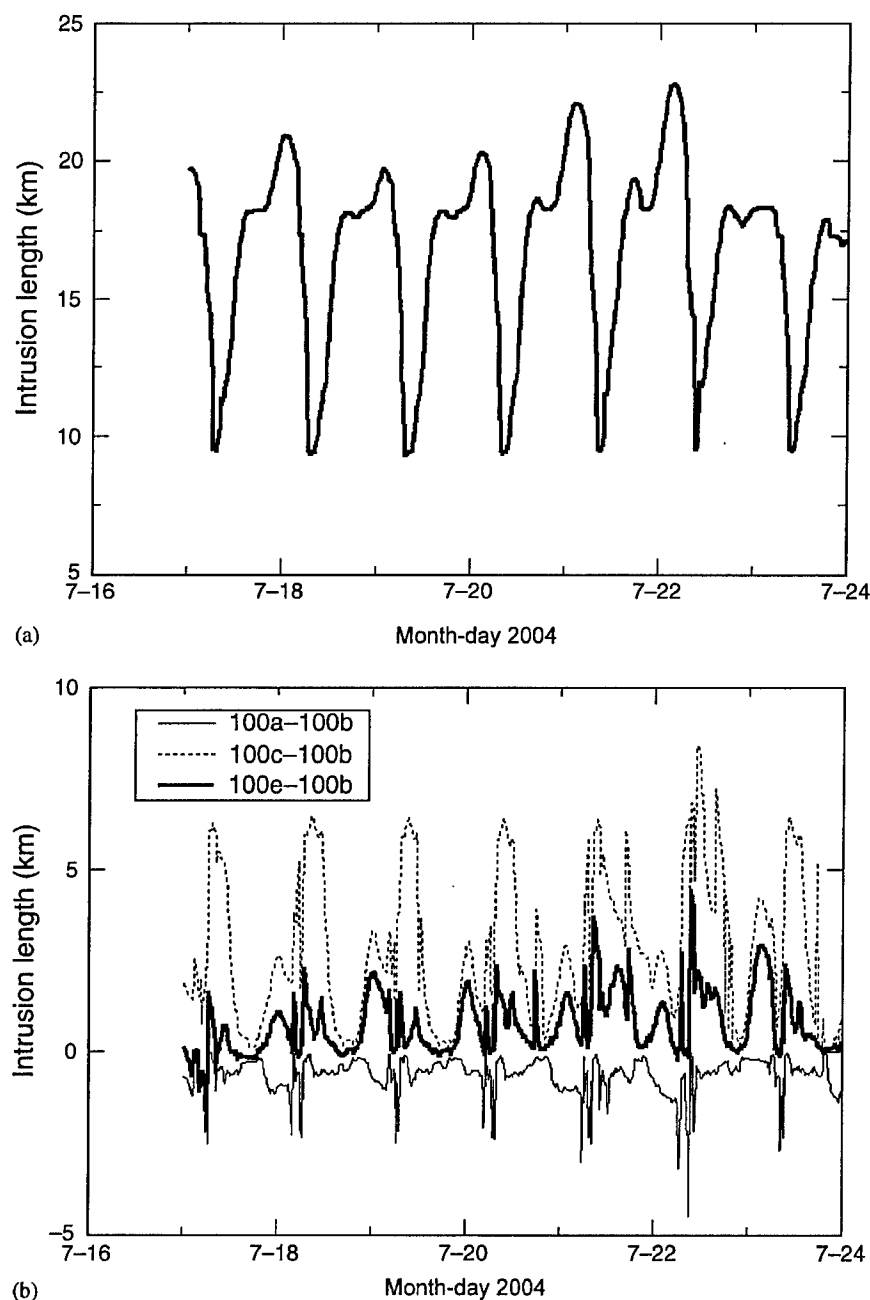 25
20
15
10
5
Intrusion length (km)
7–16
7–18
7–20
7–22
7–24
(a)
Month-day 2004
10
5
0
–5
Intrusion length (km)
100a–100b
100c–100b
100e–100b
7–16
7–18
7–20
7–22
7–24
(b)
Month-day 2004